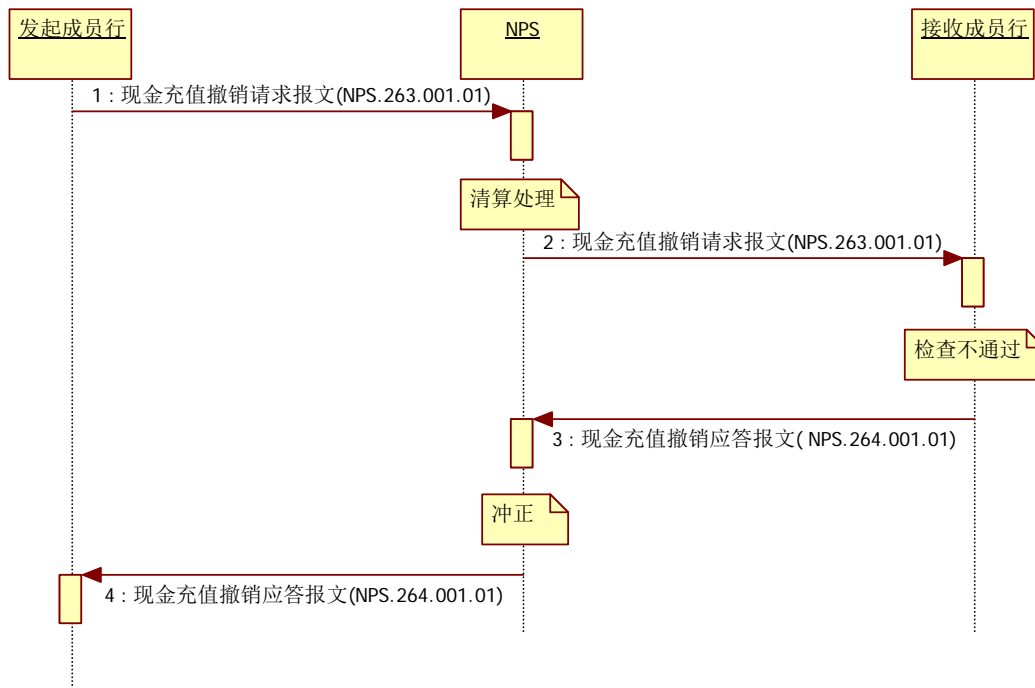 发起成员行
NPS
接收成员行
1 : 现金充值撤销请求报文(NPS.263.001.01)
清算处理
2 : 现金充值撤销请求报文(NPS.263.001.01)
检查不通过
3 : 现金充值撤销应答报文( NPS.264.001.01)
冲正
4 : 现金充值撤销应答报文(NPS.264.001.01)